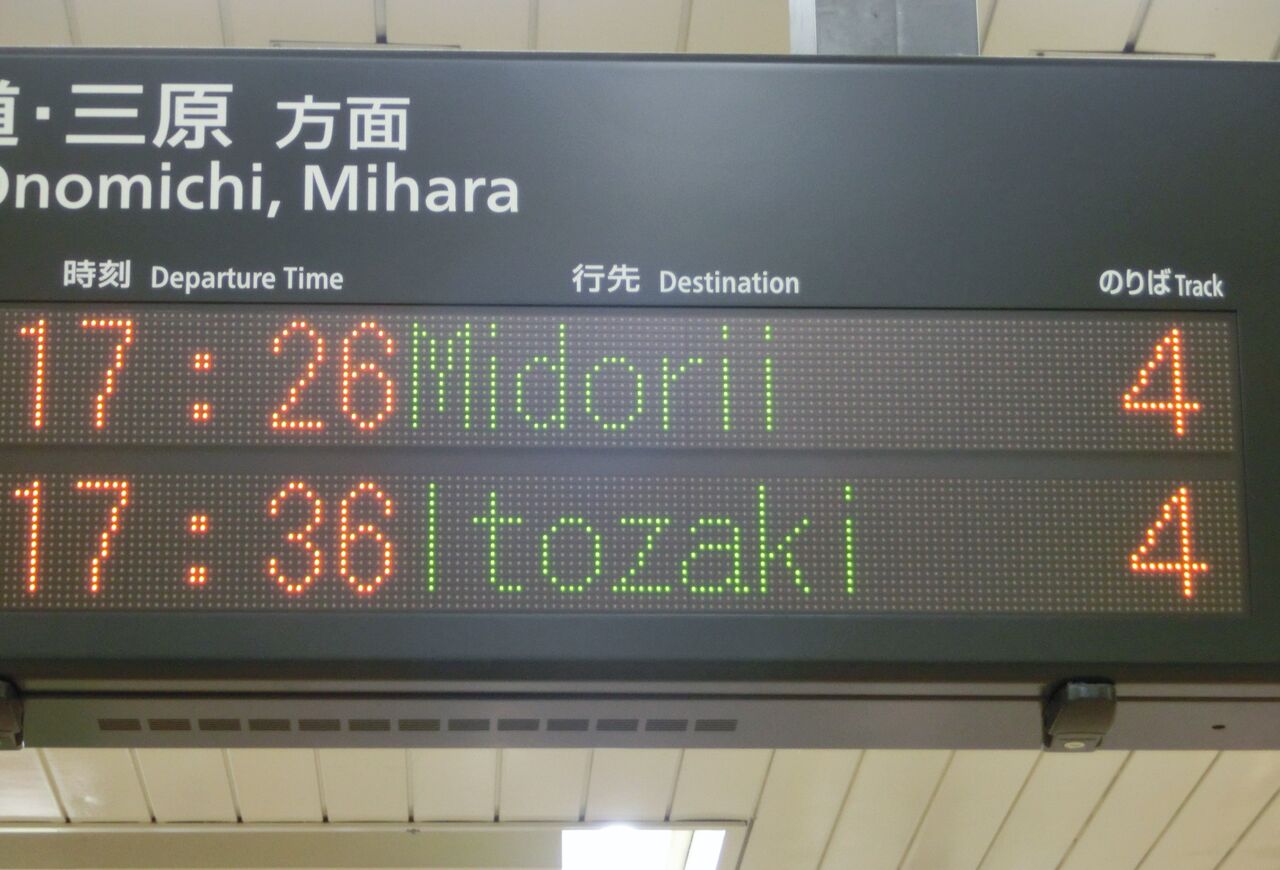 道・三原 方面
Onomichi, Mihara
時刻 Departure Time 行先 Destination のりば Track
17:26 Midorii 4
17:36 Itozaki 4